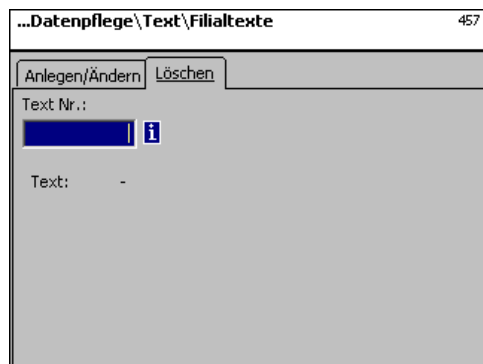 ...Datenpflege\Text\Filialtexte 457
Anlegen/Ändern Löschen
Text Nr.:
i
Text: -